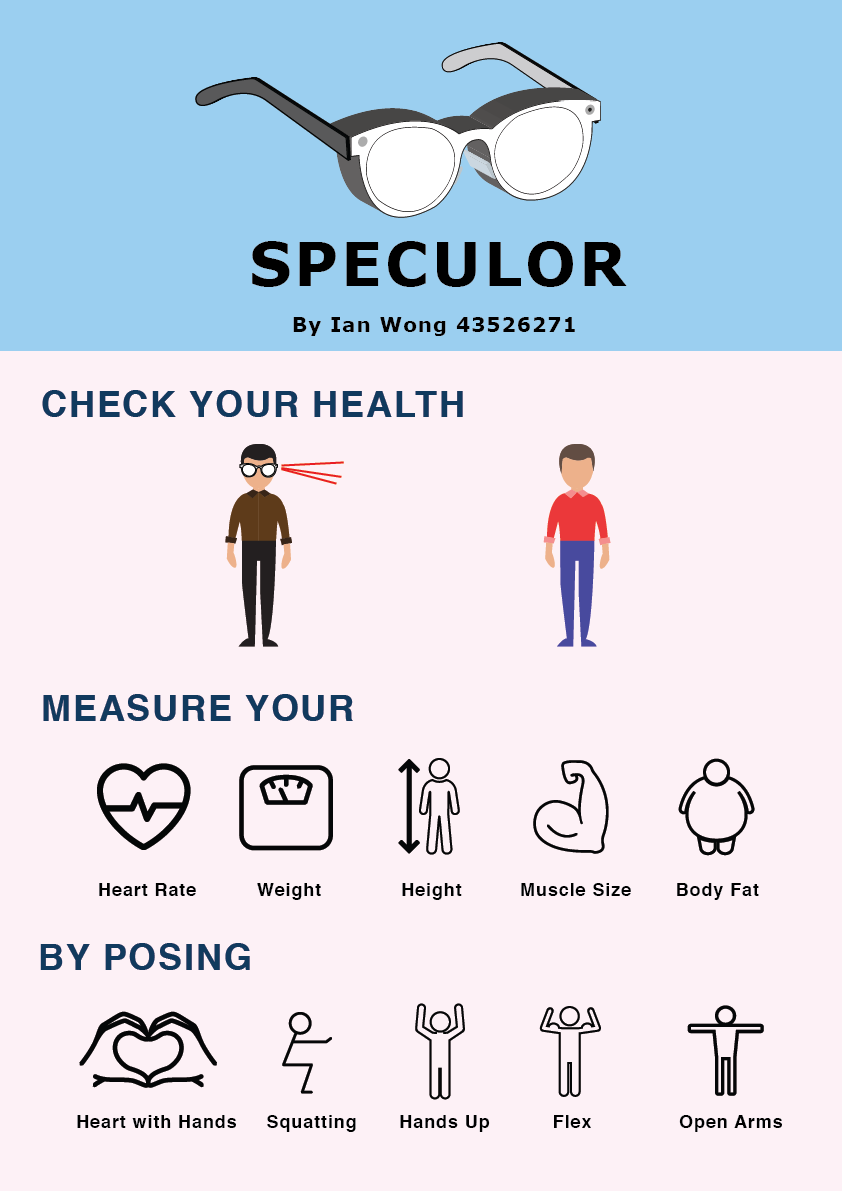 SPECULOR
By Ian Wong 43526271
CHECK YOUR HEALTH
MEASURE YOUR
Heart Rate Weight Height Muscle Size Body Fat
BY POSING
Heart with Hands Squatting Hands Up Flex Open Arms